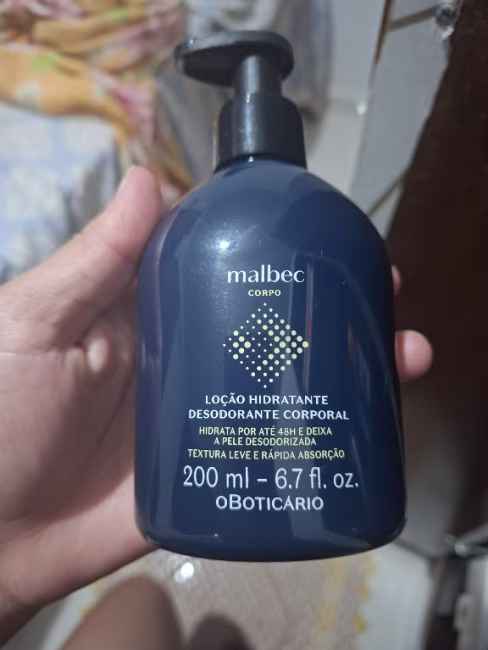 malbec
CORPO
LOÇÃO HIDRATANTE
DESODORANTE CORPORAL
HIDRATA POR ATÉ 48H E DEIXA
A PELE DESODORIZADA
TEXTURA LEVE E RÁPIDA ABSORÇÃO
200 ml – 6.7 fl. oz.
oBOTICÁRIO